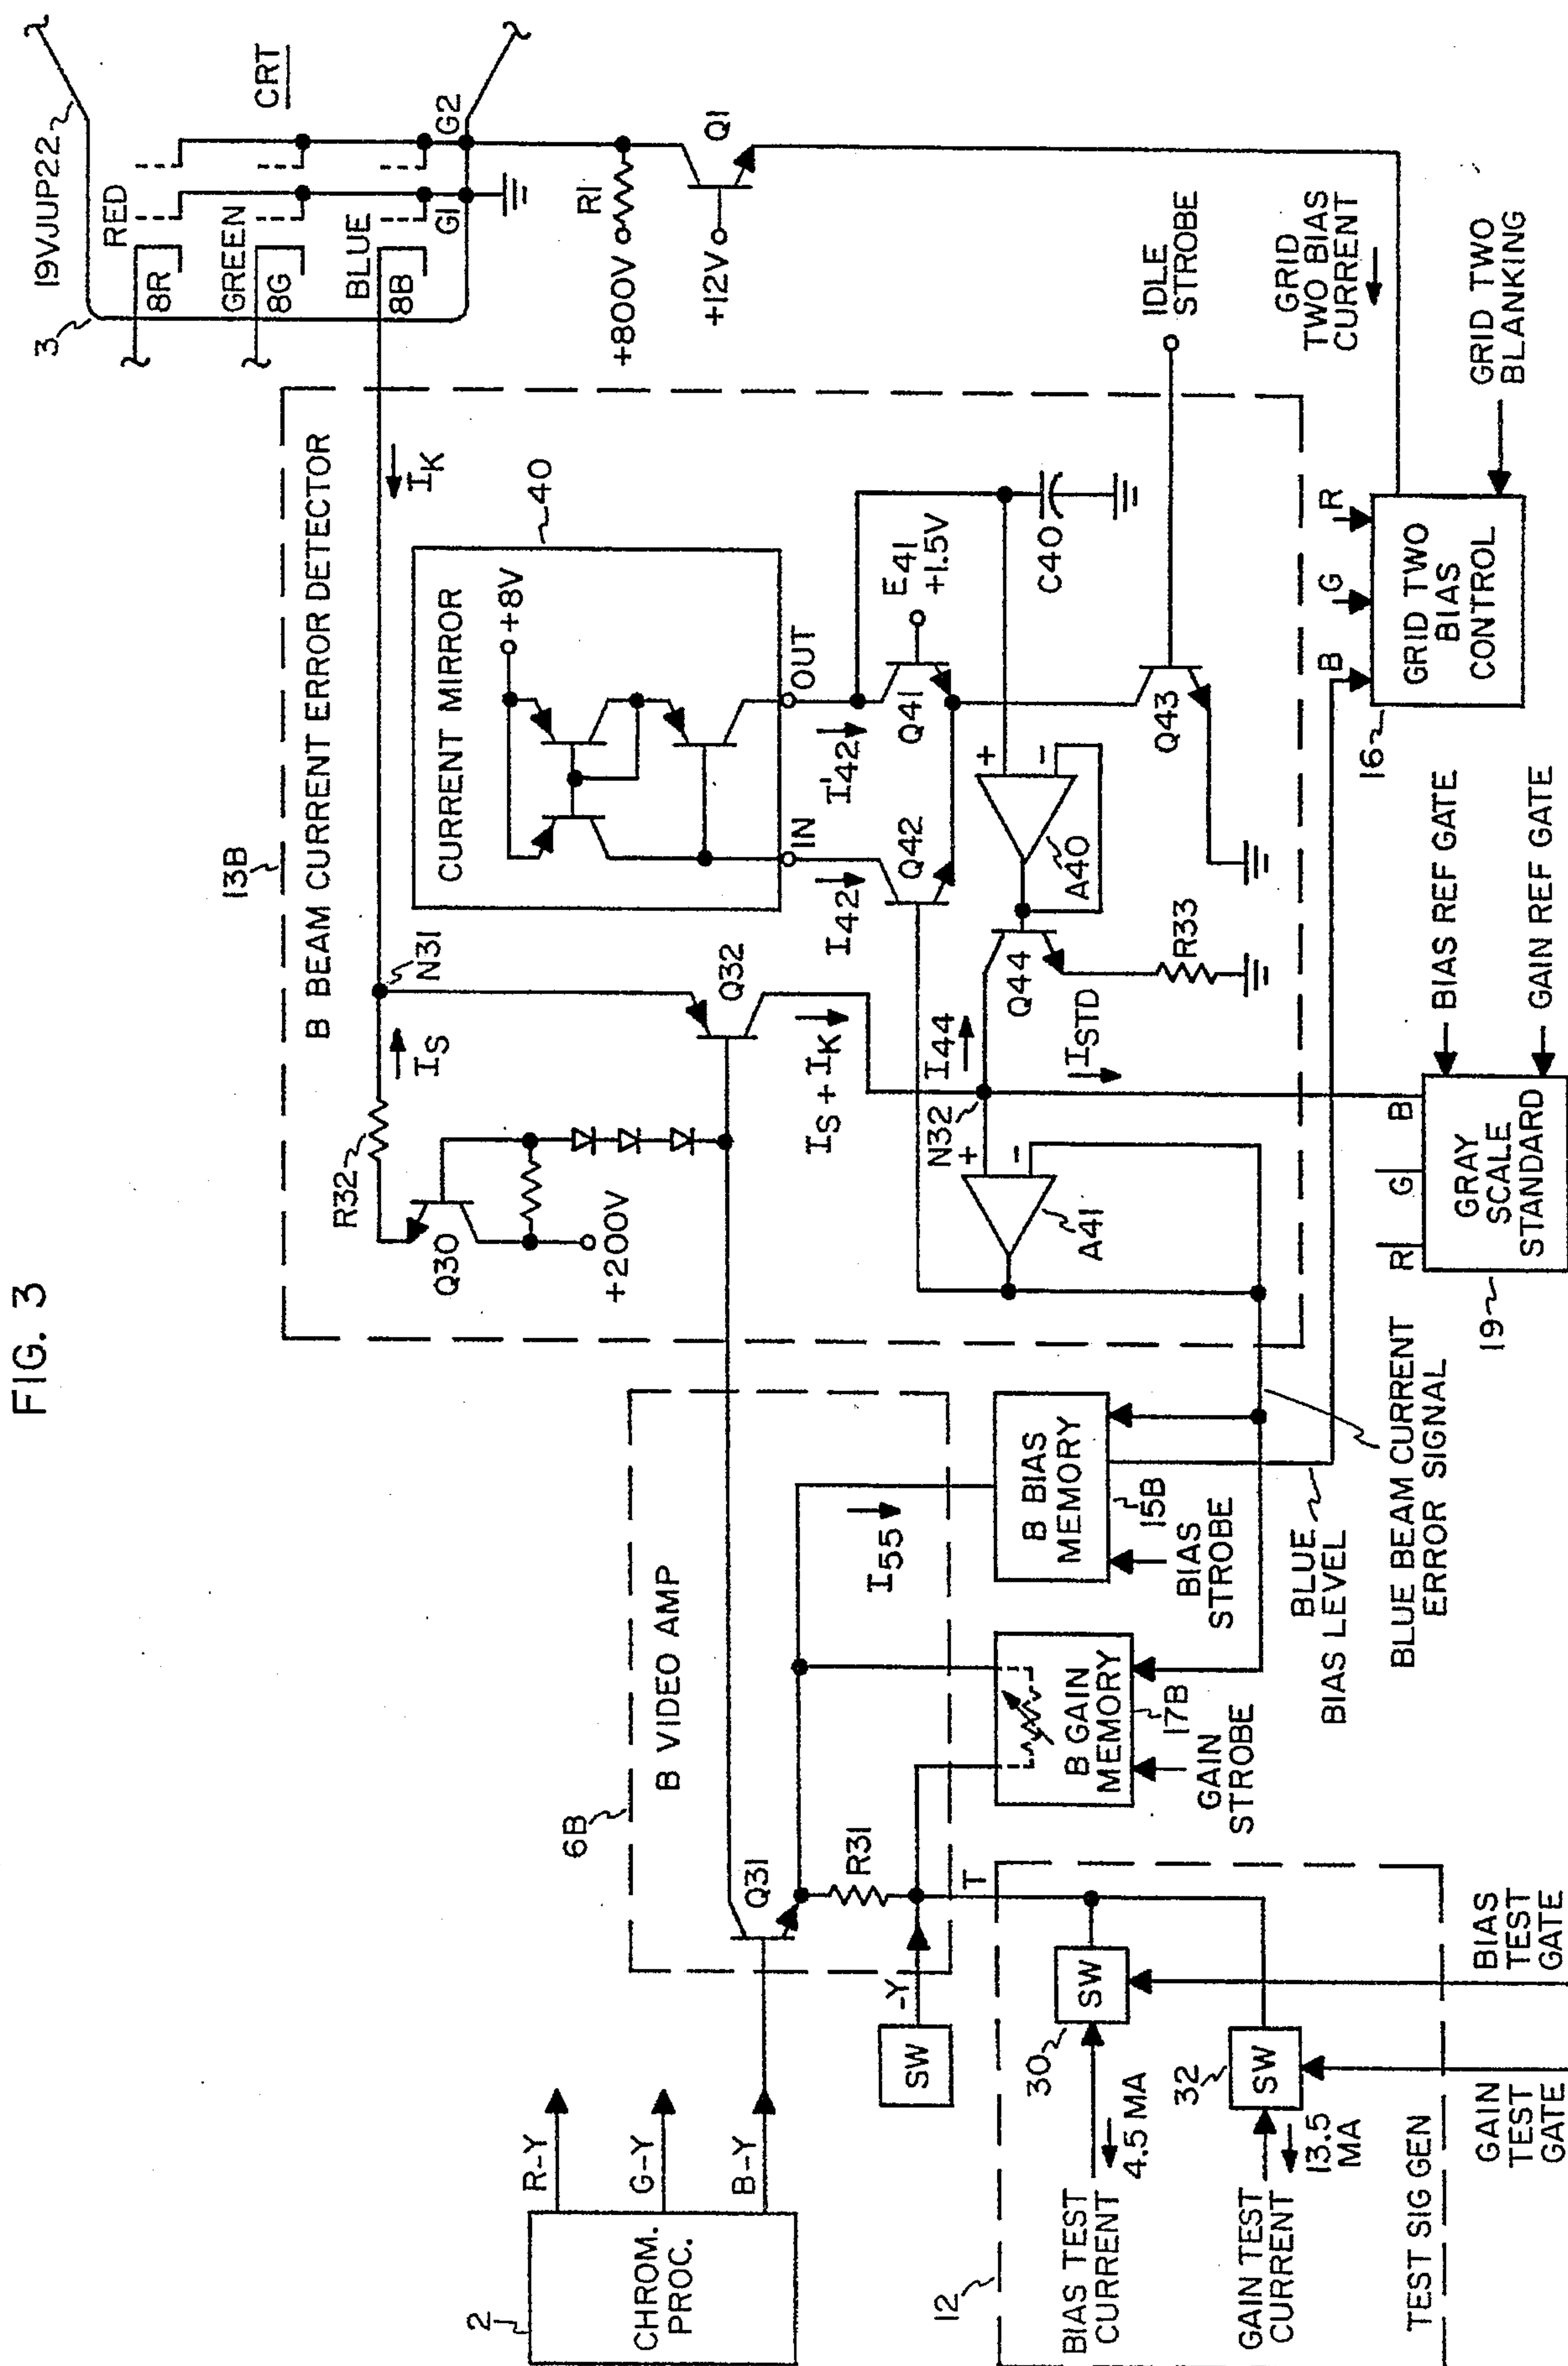 FIG. 3
2
CHROM.
PROC.
R-Y
G-Y
B-Y
6B
B VIDEO AMP
Q31
R31
-Y
SW
T
I55
12
TEST SIG GEN
BIAS TEST
CURRENT
4.5 MA
30
SW
GAIN TEST
CURRENT
13.5
MA
32
SW
GAIN
TEST
GATE
BIAS
TEST
GATE
B GAIN
MEMORY
17B
GAIN
STROBE
B BIAS
MEMORY
15B
BIAS
STROBE
BLUE
BIAS LEVEL
BLUE BEAM CURRENT
ERROR SIGNAL
13B
B BEAM CURRENT ERROR DETECTOR
R32
IS
N31
IK
Q30
+200V
Q32
IS + IK
CURRENT MIRROR
40
+8V
IN
OUT
I42
I'42
Q42
Q41
E41
+1.5V
C40
N32
+
-
A41
I44
ISTD
Q44
R33
+
-
A40
Q43
IDLE
STROBE
19
R
G
B
GRAY
SCALE
STANDARD
BIAS REF GATE
GAIN REF GATE
16
B
G
R
GRID TWO
BIAS
CONTROL
GRID TWO
BLANKING
GRID
TWO BIAS
CURRENT
3
19VJUP22
CRT
RED
8R
GREEN
8G
BLUE
8B
G1
G2
R1
+800V
+12V
Q1